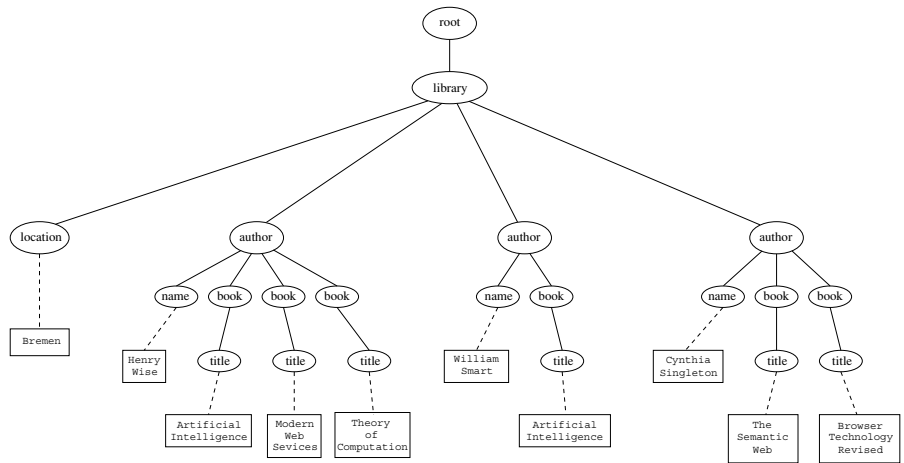 root
library
location
author
author
author
name
book
book
book
name
book
name
book
book
Bremen
Henry
Wise
title
title
title
William
Smart
title
Cynthia
Singleton
title
title
Artificial
Intelligence
Modern
Web
Sevices
Theory
of
Computation
Artificial
Intelligence
The
Semantic
Web
Browser
Technology
Revised